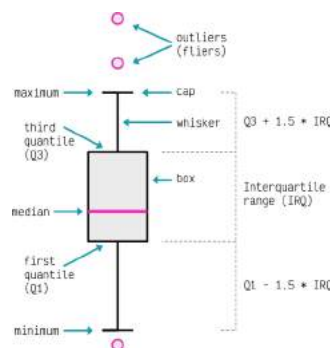 outliers
(fliers)
maximum
cap
whisker
Q3 + 1.5 * IRQ
third
quantile
(Q3)
box
Interquartile
range (IRQ)
median
first
quantile
(Q1)
Q1 - 1.5 * IRQ
minimum